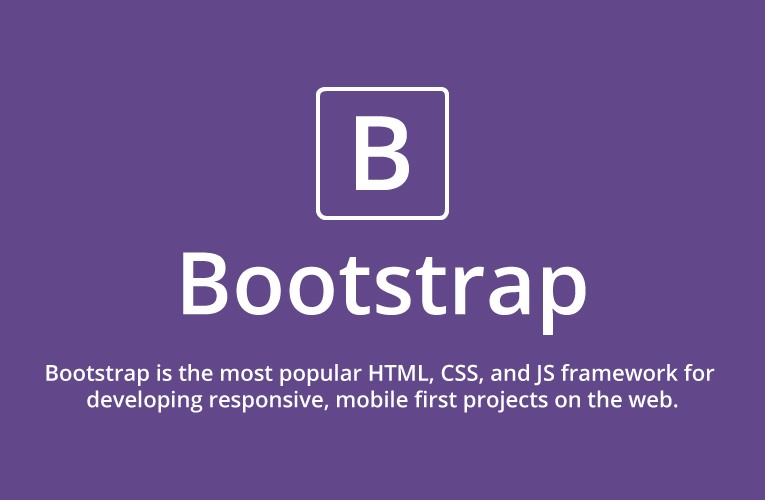 B
Bootstrap
Bootstrap is the most popular HTML, CSS, and JS framework for
developing responsive, mobile first projects on the web.